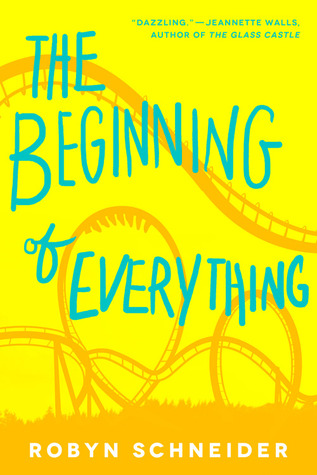 "DAZZLING."—JEANNETTE WALLS,
AUTHOR OF THE GLASS CASTLE
THE
BEGINNING
of
EVERYTHING
ROBYN SCHNEIDER